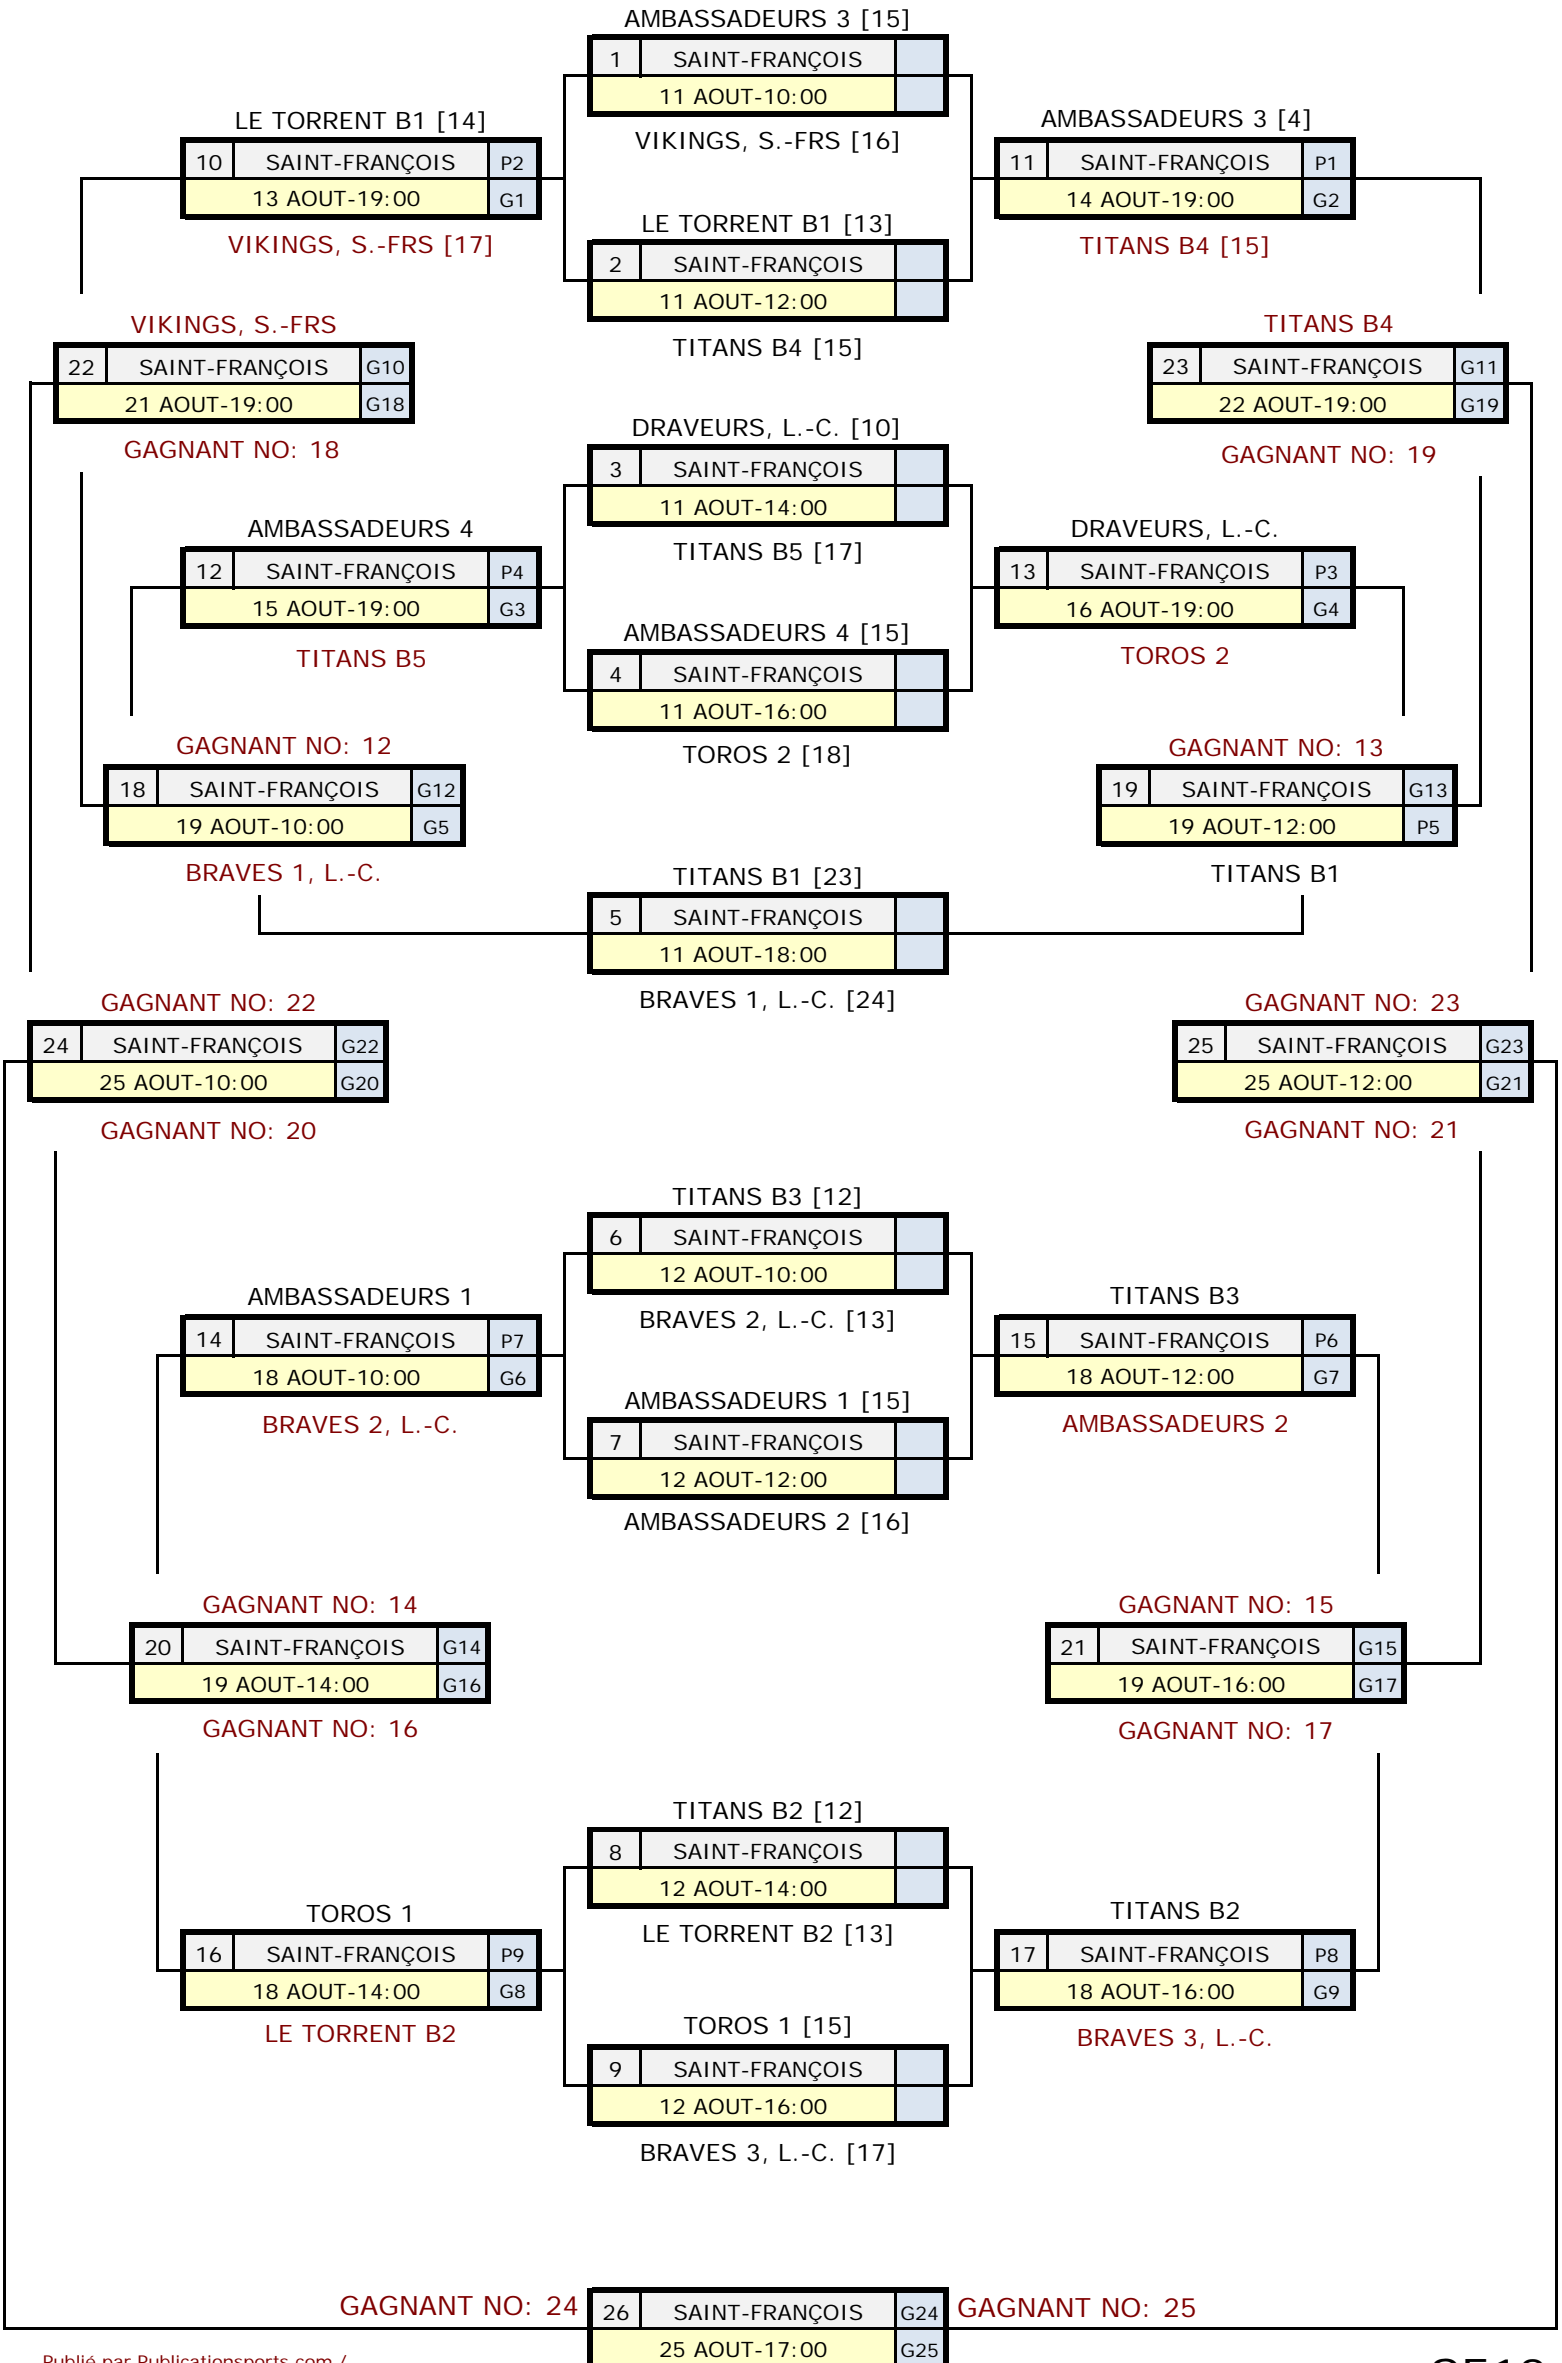 AMBASSADEURS 3 [15]
1 SAINT-FRANÇOIS
11 AOUT-10:00
VIKINGS, S.-FRS [16]
LE TORRENT B1 [14]
10 SAINT-FRANÇOIS P2
13 AOUT-19:00 G1
VIKINGS, S.-FRS [17]
AMBASSADEURS 3 [4]
11 SAINT-FRANÇOIS P1
14 AOUT-19:00 G2
TITANS B4 [15]
LE TORRENT B1 [13]
2 SAINT-FRANÇOIS
11 AOUT-12:00
TITANS B4 [15]
VIKINGS, S.-FRS
22 SAINT-FRANÇOIS G10
21 AOUT-19:00 G18
GAGNANT NO: 18
TITANS B4
23 SAINT-FRANÇOIS G11
22 AOUT-19:00 G19
GAGNANT NO: 19
DRAVEURS, L.-C. [10]
3 SAINT-FRANÇOIS
11 AOUT-14:00
TITANS B5 [17]
AMBASSADEURS 4
12 SAINT-FRANÇOIS P4
15 AOUT-19:00 G3
TITANS B5
DRAVEURS, L.-C.
13 SAINT-FRANÇOIS P3
16 AOUT-19:00 G4
TOROS 2
AMBASSADEURS 4 [15]
4 SAINT-FRANÇOIS
11 AOUT-16:00
TOROS 2 [18]
GAGNANT NO: 12
18 SAINT-FRANÇOIS G12
19 AOUT-10:00 G5
BRAVES 1, L.-C.
GAGNANT NO: 13
19 SAINT-FRANÇOIS G13
19 AOUT-12:00 P5
TITANS B1
TITANS B1 [23]
5 SAINT-FRANÇOIS
11 AOUT-18:00
BRAVES 1, L.-C. [24]
GAGNANT NO: 22
24 SAINT-FRANÇOIS G22
25 AOUT-10:00 G20
GAGNANT NO: 20
GAGNANT NO: 23
25 SAINT-FRANÇOIS G23
25 AOUT-12:00 G21
GAGNANT NO: 21
TITANS B3 [12]
6 SAINT-FRANÇOIS
12 AOUT-10:00
BRAVES 2, L.-C. [13]
AMBASSADEURS 1
14 SAINT-FRANÇOIS P7
18 AOUT-10:00 G6
BRAVES 2, L.-C.
TITANS B3
15 SAINT-FRANÇOIS P6
18 AOUT-12:00 G7
AMBASSADEURS 2
AMBASSADEURS 1 [15]
7 SAINT-FRANÇOIS
12 AOUT-12:00
AMBASSADEURS 2 [16]
GAGNANT NO: 14
20 SAINT-FRANÇOIS G14
19 AOUT-14:00 G16
GAGNANT NO: 16
GAGNANT NO: 15
21 SAINT-FRANÇOIS G15
19 AOUT-16:00 G17
GAGNANT NO: 17
TITANS B2 [12]
8 SAINT-FRANÇOIS
12 AOUT-14:00
LE TORRENT B2 [13]
TOROS 1
16 SAINT-FRANÇOIS P9
18 AOUT-14:00 G8
LE TORRENT B2
TITANS B2
17 SAINT-FRANÇOIS P8
18 AOUT-16:00 G9
BRAVES 3, L.-C.
TOROS 1 [15]
9 SAINT-FRANÇOIS
12 AOUT-16:00
BRAVES 3, L.-C. [17]
GAGNANT NO: 24 26 SAINT-FRANÇOIS G24 GAGNANT NO: 25
25 AOUT-17:00 G25
Publié par Publicationsports.com /